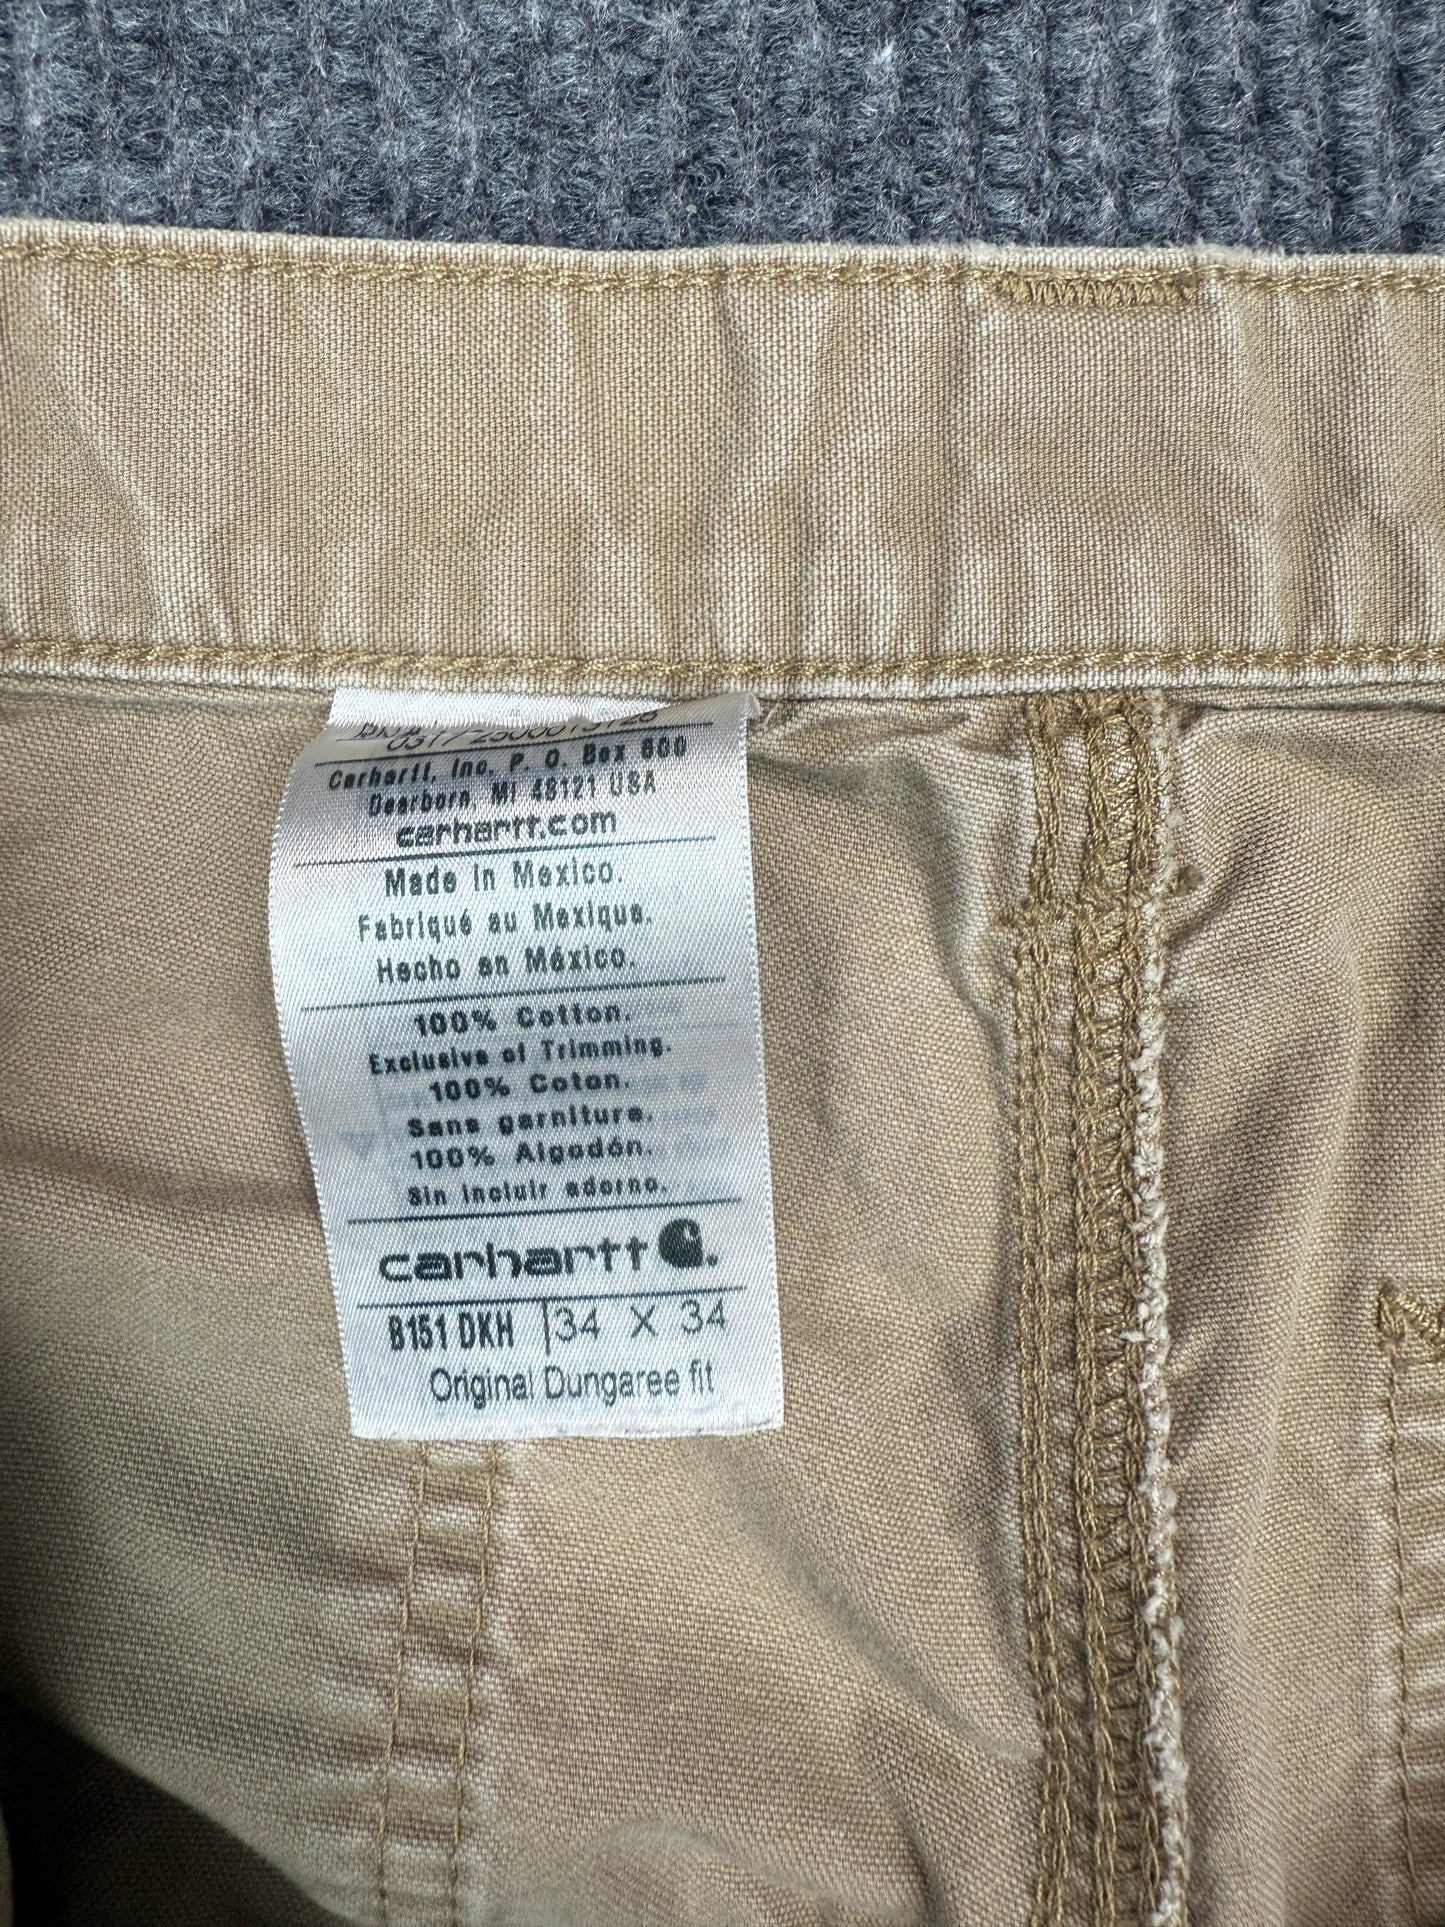 Carhartt, Inc. P. O. Box 600
Dearborn, MI 48121 USA
carhartt.com
Made in Mexico.
Fabriqué au Mexique.
Hecho en México.
100% Cotton.
Exclusive of Trimming.
100% Coton.
Sans garniture.
100% Algodón.
Sin incluir adorno.
carhartt
B151 DKH | 34 X 34
Original Dungaree fit